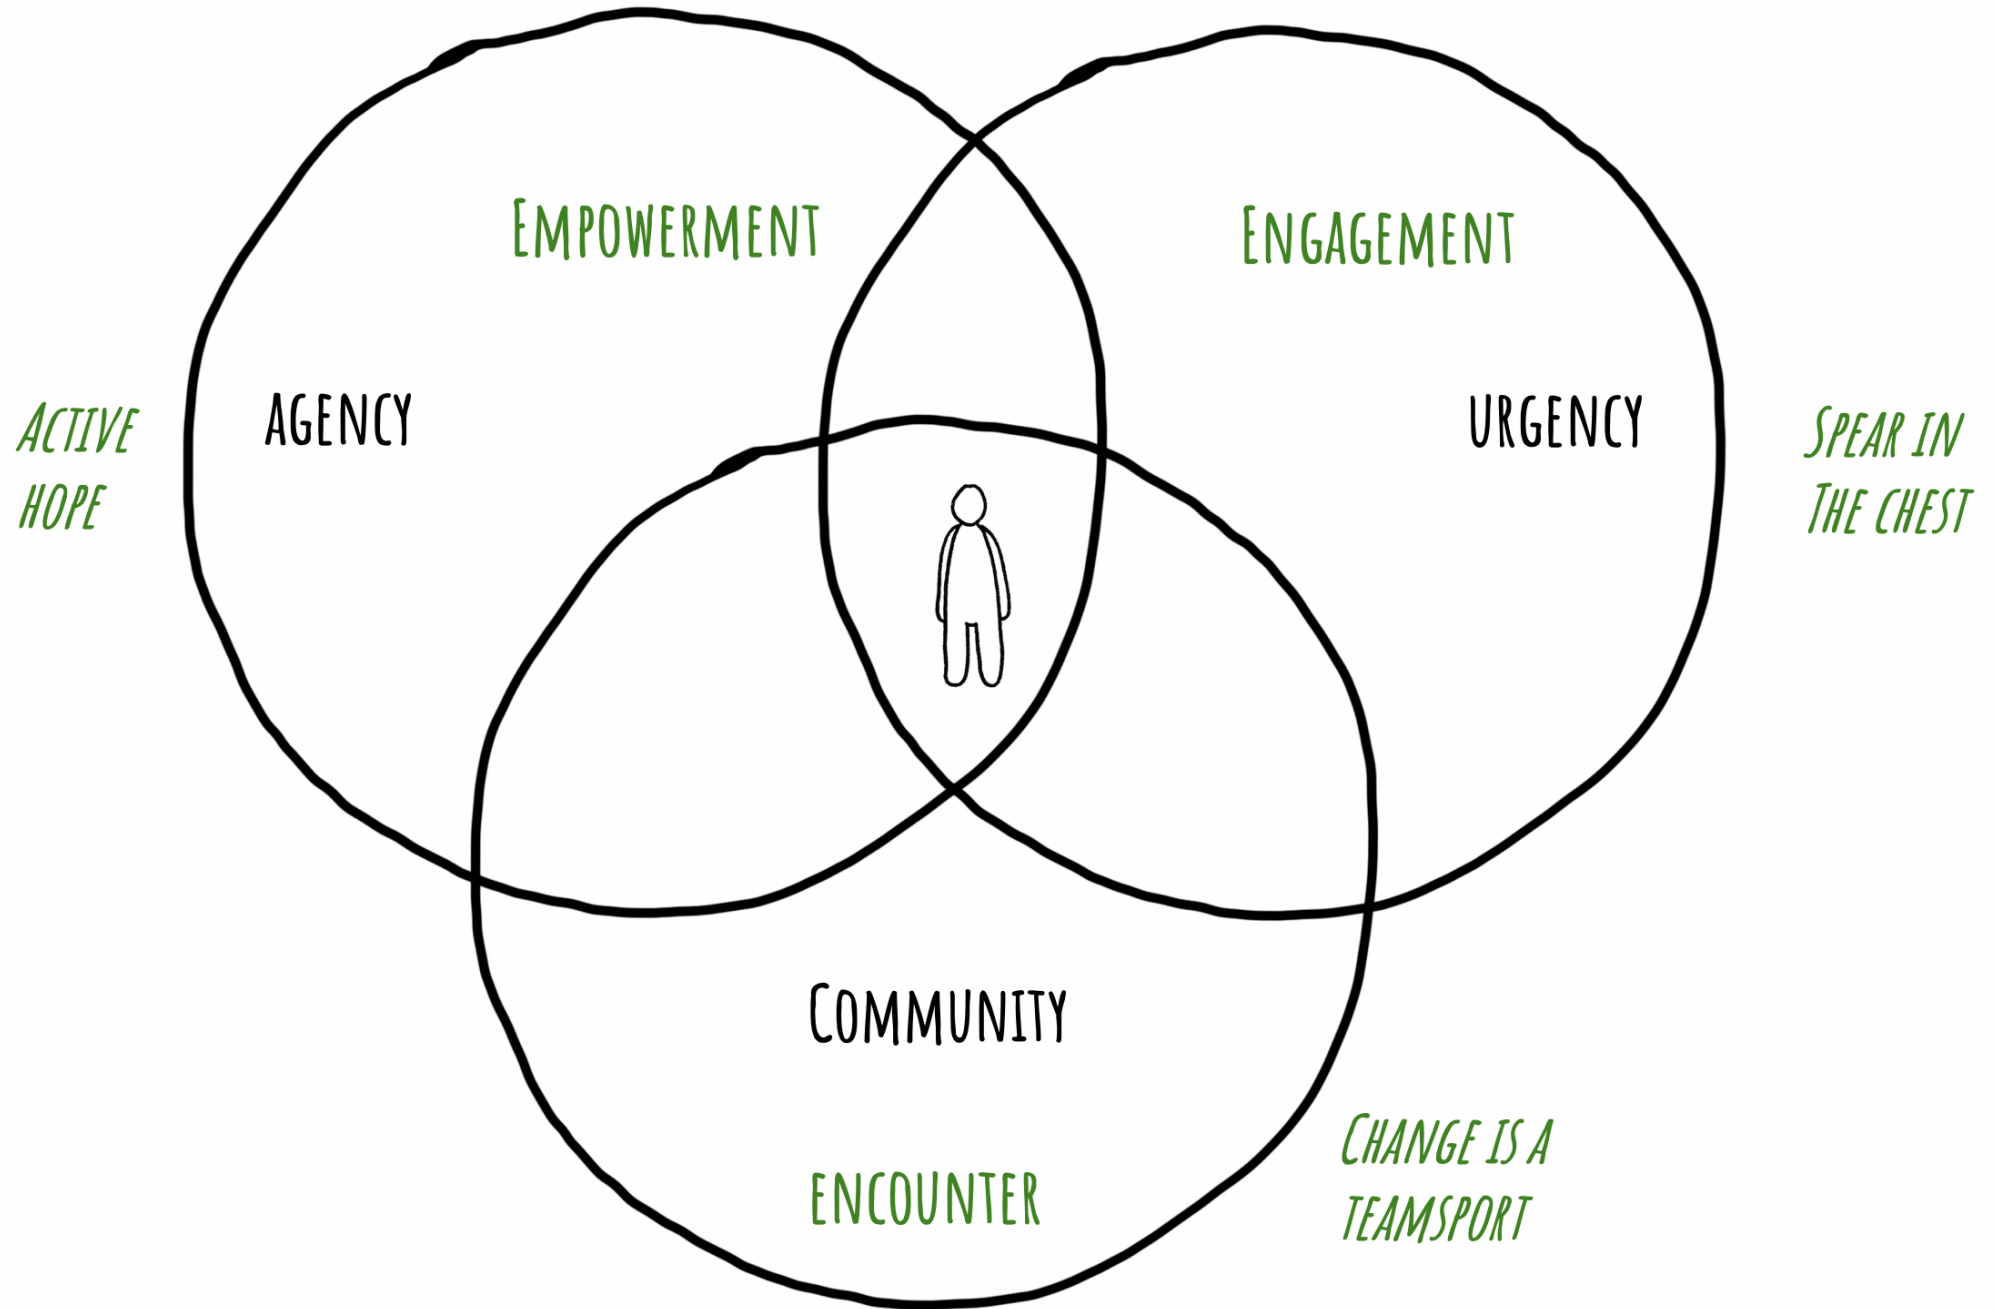 EMPOWERMENT
ENGAGEMENT
ACTIVE
HOPE
AGENCY
URGENCY
SPEAR IN
THE CHEST
COMMUNITY
ENCOUNTER
CHANGE IS A
TEAMSPORT